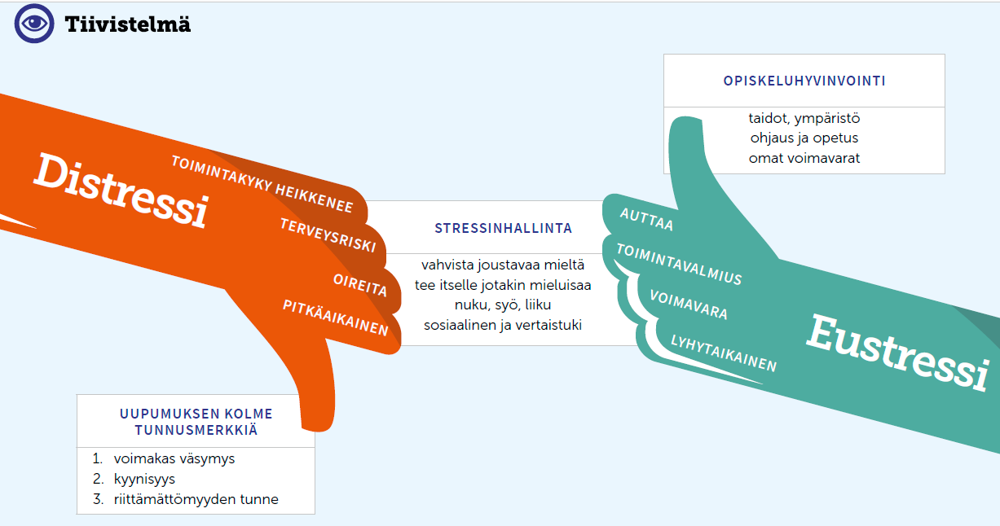 Tiivistelmä
Distressi
TOIMINTAKYKY HEIKKENEE
TERVEYSRISKI
OIREITA
PITKÄAIKAINEN
UUPUMUKSEN KOLME
TUNNUSMERKKIÄ
1. voimakas väsymys
2. kyynisyys
3. riittämättömyyden tunne
STRESSINHALLINTA
vahvista joustavaa mieltä
tee itselle jotakin mieluisaa
nuku, syö, liiku
sosiaalinen ja vertaistuki
OPISKELUHYVINVOINTI
taidot, ympäristö
ohjaus ja opetus
omat voimavarat
AUTTAA
TOIMINTAVALMIUS
VOIMAVARA
LYHYTAIKAINEN
Eustressi